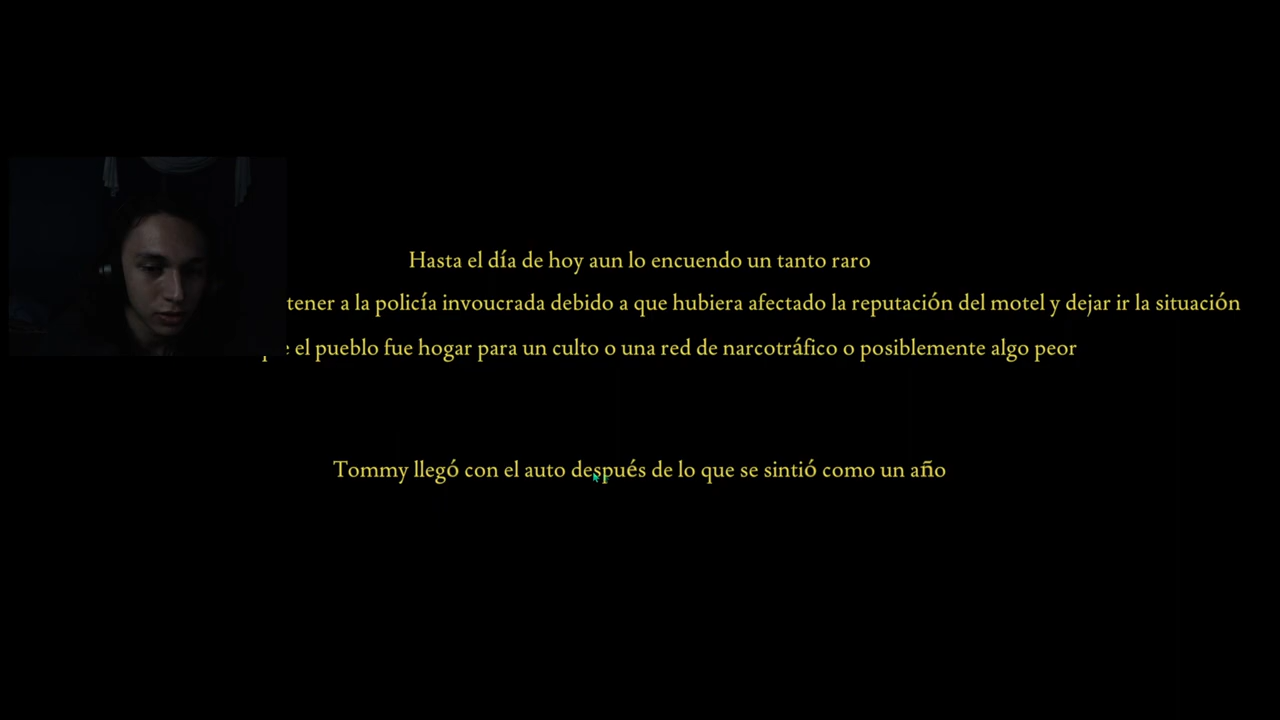 Hasta el día de hoy aun lo encuendo un tanto raro
tener a la policía invoucrada debido a que hubiera afectado la reputación del motel y dejar ir la situación
el pueblo fue hogar para un culto o una red de narcotráfico o posiblemente algo peor
Tommy llegó con el auto después de lo que se sintió como un año